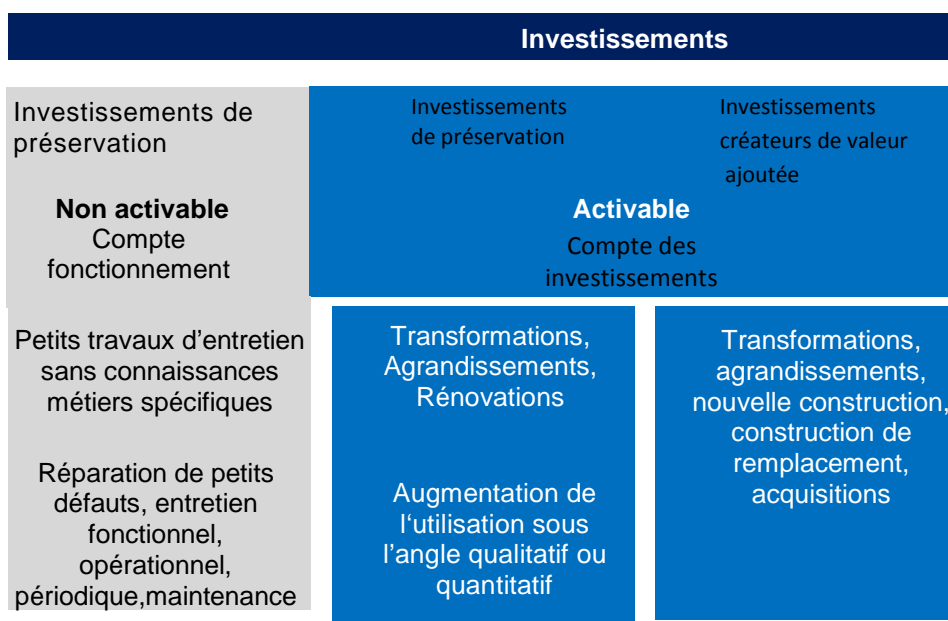 Investissements
Investissements de
préservation
Non activable
Compte
fonctionnement
Investissements
de préservation
Investissements
créateurs de valeur
ajoutée
Activable
Compte des
investissements
Petits travaux d’entretien
sans connaissances
métiers spécifiques
Réparation de petits
défauts, entretien
fonctionnel,
opérationnel,
périodique,maintenance
Transformations,
Agrandissements,
Rénovations
Augmentation de
l‘utilisation sous
l’angle qualitatif ou
quantitatif
Transformations,
agrandissements,
nouvelle construction,
construction de
remplacement,
acquisitions